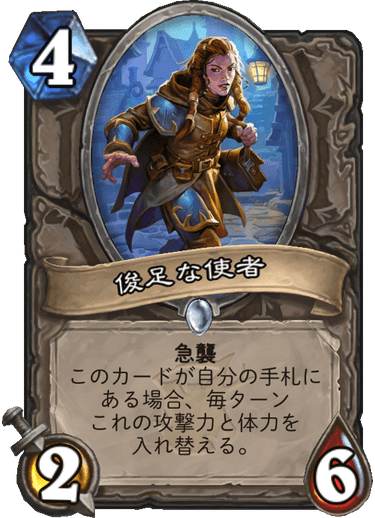 4
俊足な使者
急襲
このカードが自分の手札に
ある場合、毎ターン
これの攻撃力と体力を
入れ替える。
2
6